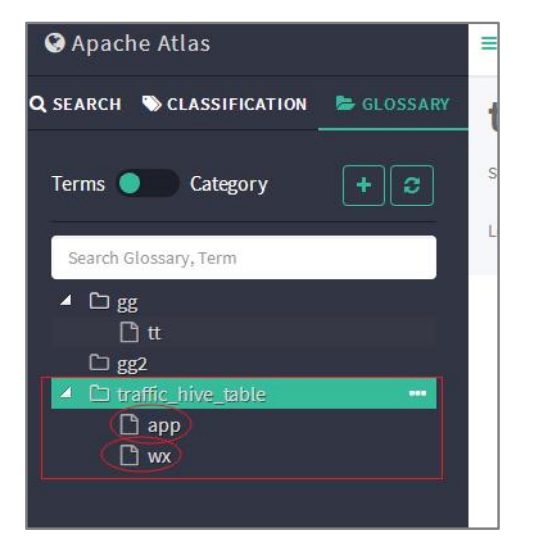 Apache Atlas
SEARCH CLASSIFICATION GLOSSARY
Terms Category
Search Glossary, Term
gg
tt
gg2
traffic_hive_table
app
wx